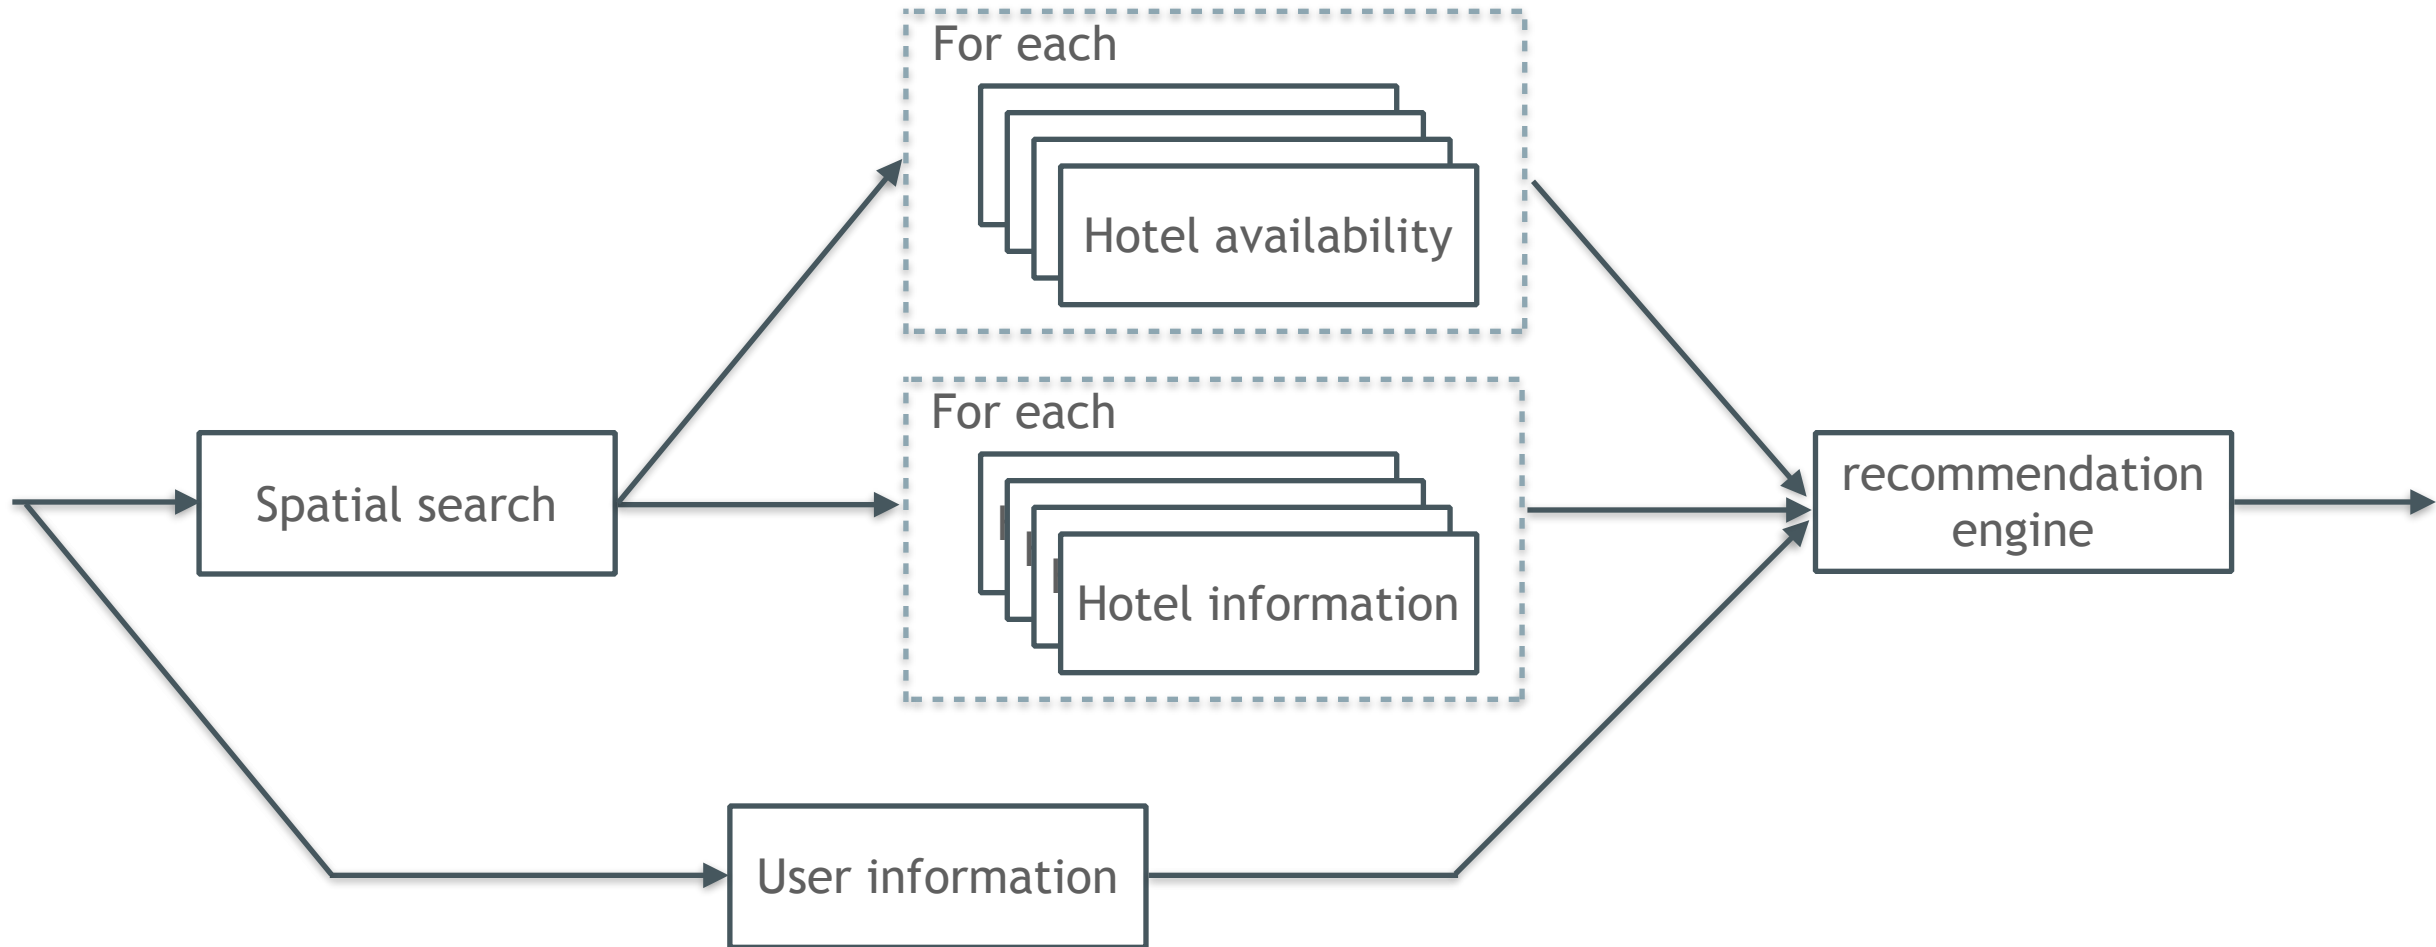 For each
Hotel availability
For each
Hotel information
Spatial search
recommendation
engine
User information